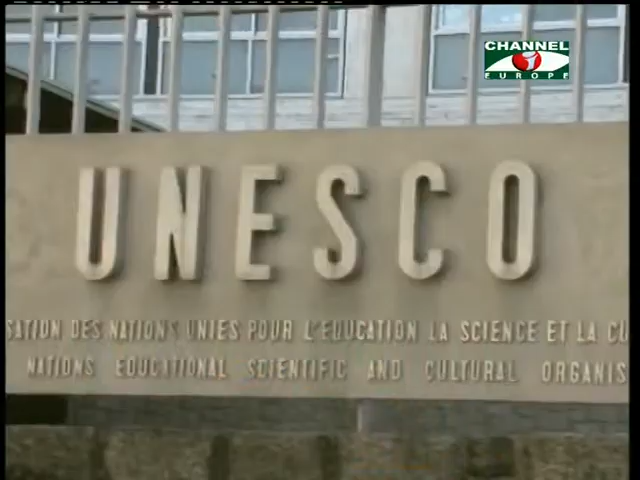 CHANNEL
i
EUROPE
UNESCO
SATION DES NATIONS UNIES POUR L'EDUCATION LA SCIENCE ET LA CU
NATIONS EDUCATIONAL SCIENTIFIC AND CULTURAL ORGANIS